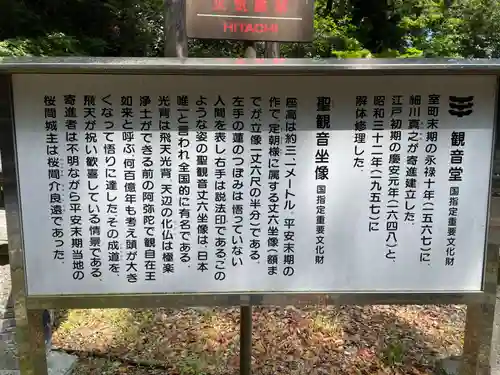 HITACHI
観音堂 国指定重要文化財
室町末期の永禄十年（一五六七）に、
細川真之が寄進建立した。
江戸初期の慶安元年（一六四八）と、
昭和三十二年（一九五七）に
解体修理した。
聖観音坐像 国指定重要文化財
座高は約三・一メートル。平安末期の
作で、定朝様に属する丈六坐像（額ま
でが立像一丈六尺の半分）である。
左手の蓮のつぼみは悟っていない
人間を表し右手は説法印であるこの
ような姿の聖観音丈六坐像は、日本
唯一と言われ全国的に有名である。
光背は飛天光背、天辺の化仏は極楽
浄土ができる前の阿弥陀で観自在王
如来と呼ぶ、何百億年も考え頭が大き
くなって悟りに達した。その成道を、
飛天が祝い歓喜している情景である。
寄進者は不明ながら平安末期当地の
桜間城主は桜間介良遠であった。